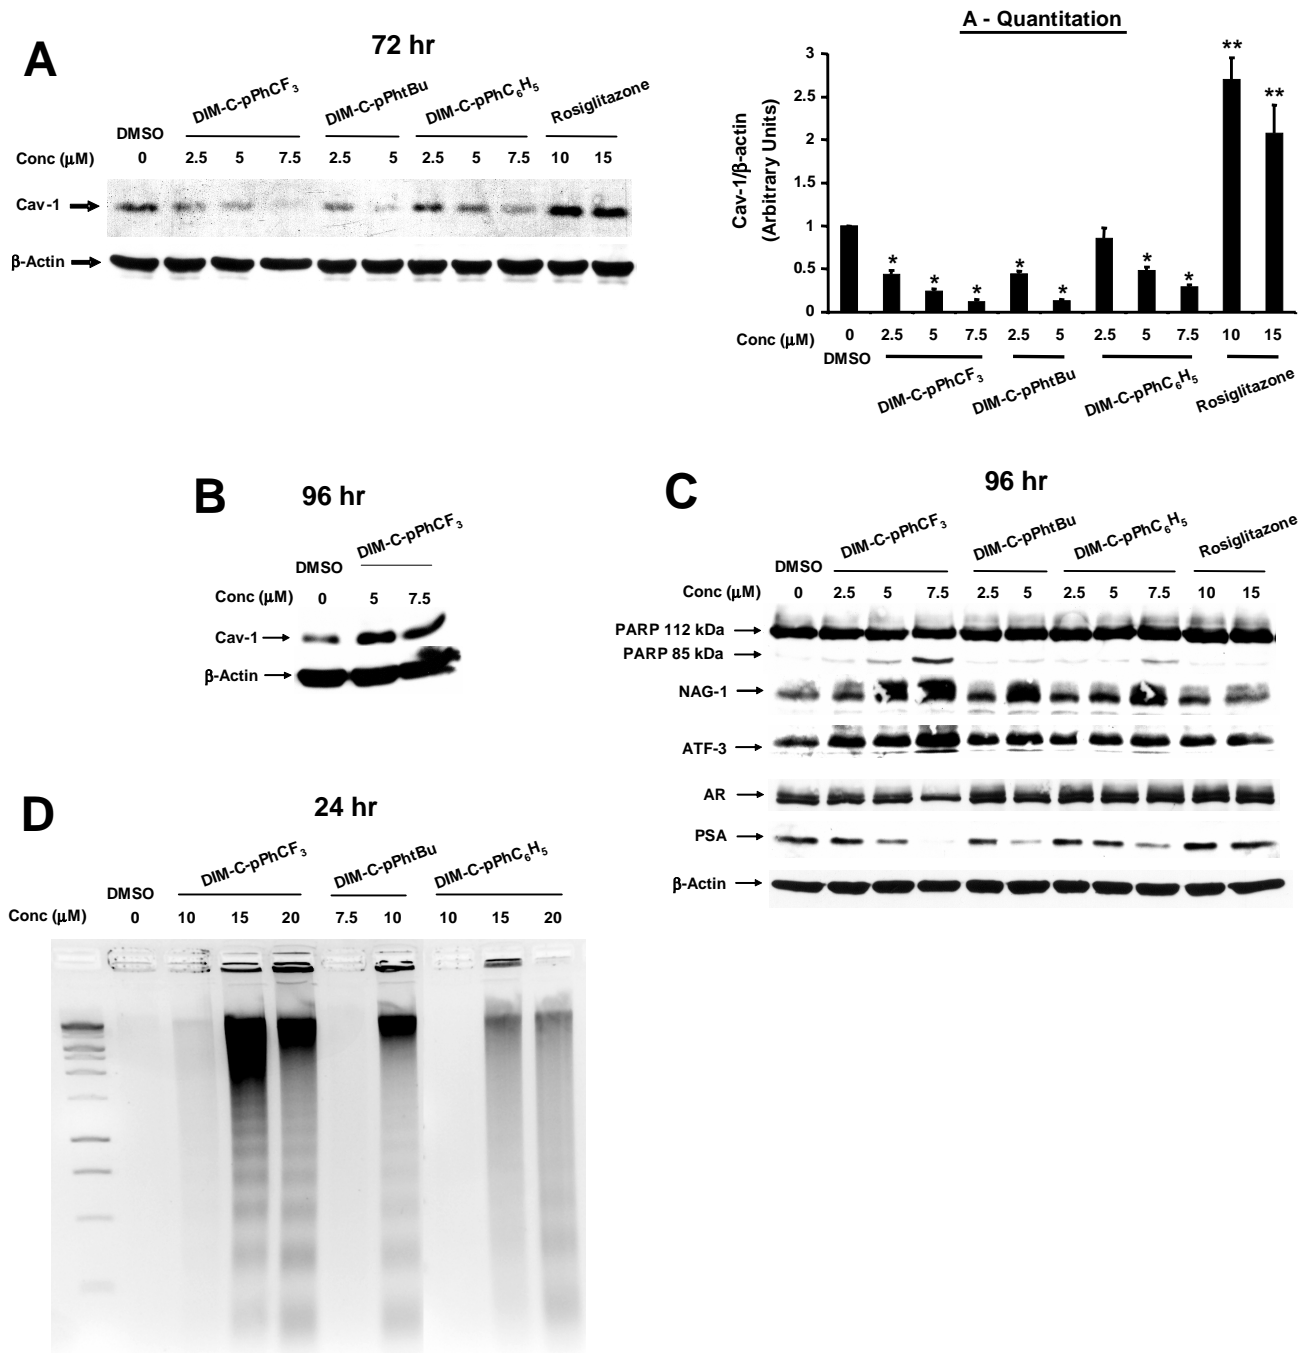 A
72 hr
DIM-C-pPhCF3
DIM-C-pPhtBu
DIM-C-pPhC6H5
Rosiglitazone
DMSO
Conc (μM) 0 2.5 5 7.5 2.5 5 2.5 5 7.5 10 15
Cav-1
β-Actin
A - Quantitation
Cav-1/β-actin
(Arbitrary Units)
3
2.5
2
1.5
1
0.5
0
* * * * * * * ** **
Conc (μM) 0 2.5 5 7.5 2.5 5 2.5 5 7.5 10 15
DMSO
DIM-C-pPhCF3
DIM-C-pPhtBu
DIM-C-pPhC6H5
Rosiglitazone
B
96 hr
DIM-C-pPhCF3
DMSO
Conc (μM) 0 5 7.5
Cav-1
β-Actin
C
96 hr
DIM-C-pPhCF3
DIM-C-pPhtBu
DIM-C-pPhC6H5
Rosiglitazone
DMSO
Conc (μM) 0 2.5 5 7.5 2.5 5 2.5 5 7.5 10 15
PARP 112 kDa
PARP 85 kDa
NAG-1
ATF-3
AR
PSA
β-Actin
D
24 hr
DIM-C-pPhCF3
DIM-C-pPhtBu
DIM-C-pPhC6H5
DMSO
Conc (μM) 0 10 15 20 7.5 10 10 15 20